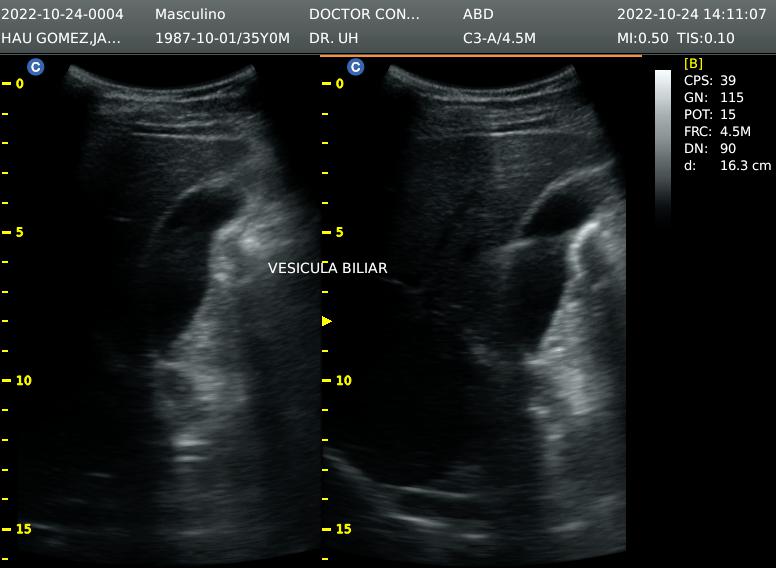 2022-10-24-0004 Masculino DOCTOR CON... ABD 2022-10-24 14:11:07
HAU GOMEZ,JA... 1987-10-01/35Y0M DR. UH C3-A/4.5M MI:0.50 TIS:0.10
C
C
[B]
CPS: 39
GN: 115
POT: 15
FRC: 4.5M
DN: 90
d: 16.3 cm
0
5
10
15
0
5
10
15
VESICULA BILIAR